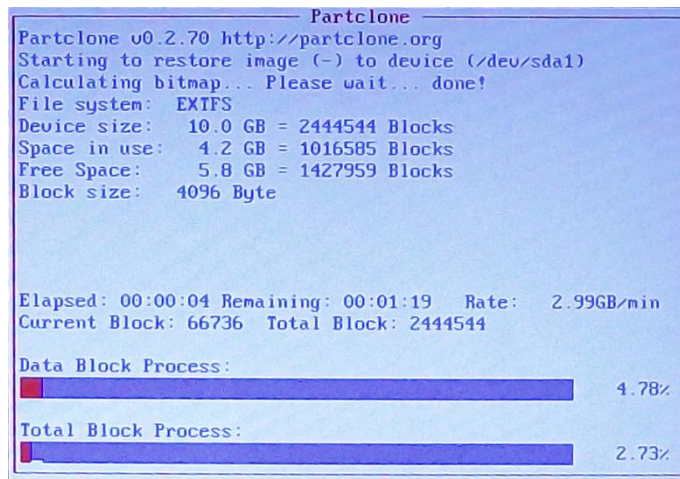 Partclone
Partclone v0.2.70 http://partclone.org
Starting to restore image (-) to device (/dev/sda1)
Calculating bitmap... Please wait... done!
File system:  EXTFS
Device size:   10.0 GB = 2444544 Blocks
Space in use:   4.2 GB = 1016585 Blocks
Free Space:   5.8 GB = 1427959 Blocks
Block size:   4096 Byte
Elapsed: 00:00:04 Remaining: 00:01:19  Rate:  2.99GB/min
Current Block: 66736  Total Block: 2444544
Data Block Process:
4.78%
Total Block Process:
2.73%